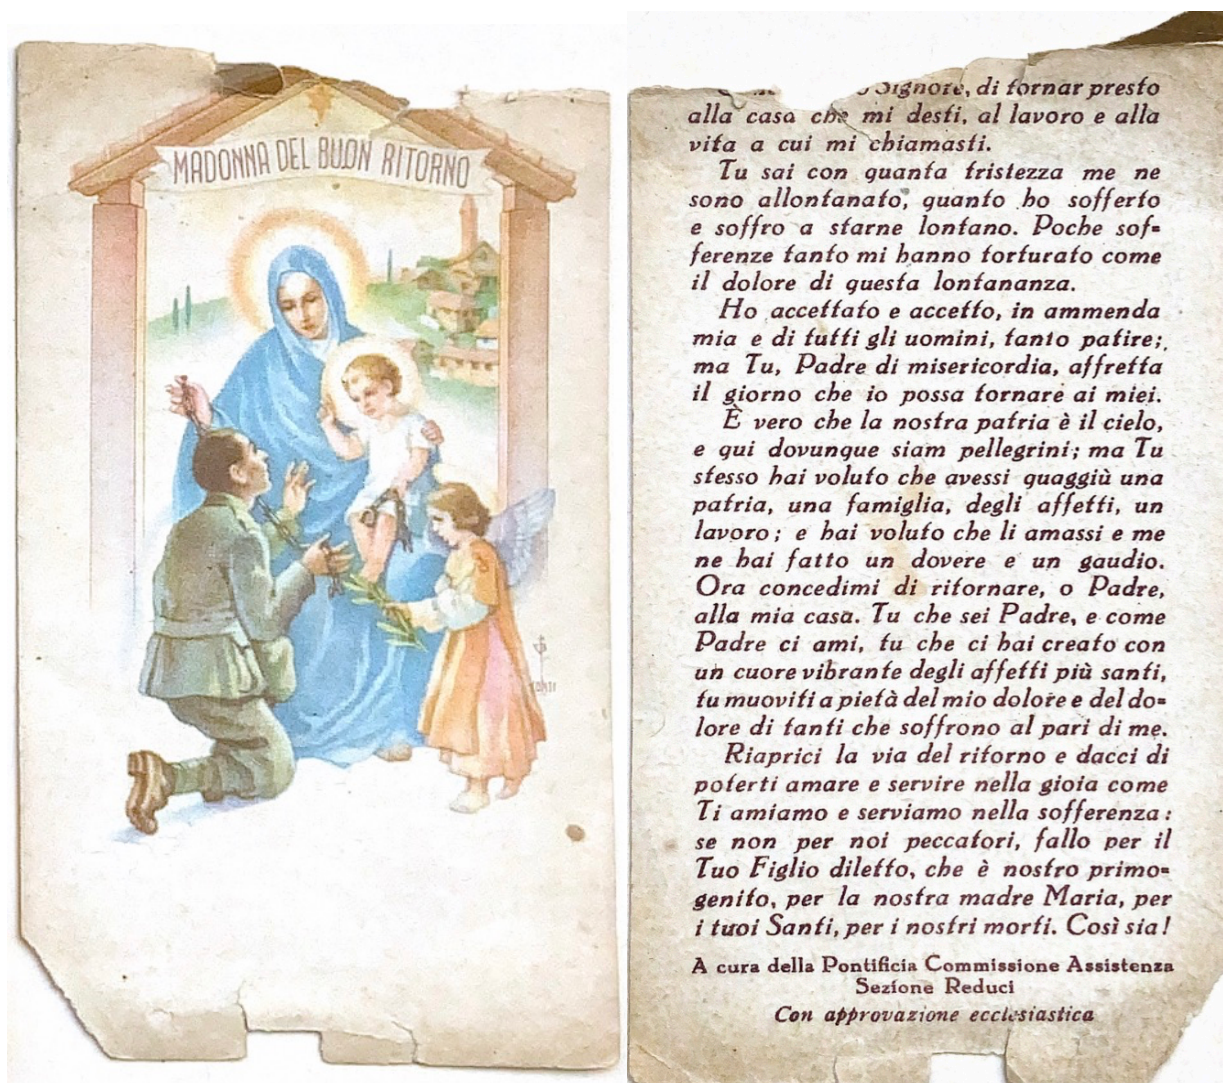 MADONNA DEL BUON RITORNO
CONTI
Signore, di tornar presto
alla casa che mi desti, al lavoro e alla
vita a cui mi chiamasti.
Tu sai con quanta tristezza me ne
sono allontanato, quanto ho sofferto
e soffro a starne lontano. Poche sof=
ferenze tanto mi hanno torturato come
il dolore di questa lontananza.
Ho accettato e accetto, in ammenda
mia e di tutti gli uomini, tanto patire;
ma Tu, Padre di misericordia, affretta
il giorno che io possa tornare ai miei.
È vero che la nostra patria è il cielo,
e qui dovunque siam pellegrini; ma Tu
stesso hai voluto che avessi quaggiù una
patria, una famiglia, degli affetti, un
lavoro; e hai voluto che li amassi e me
ne hai fatto un dovere e un gaudio.
Ora concedimi di ritornare, o Padre,
alla mia casa. Tu che sei Padre, e come
Padre ci ami, tu che ci hai creato con
un cuore vibrante degli affetti più santi,
tu muoviti a pietà del mio dolore e del do=
lore di tanti che soffrono al pari di me.
Riaprici la via del ritorno e dacci di
poterti amare e servire nella gioia come
Ti amiamo e serviamo nella sofferenza:
se non per noi peccatori, fallo per il
Tuo Figlio diletto, che è nostro primo=
genito, per la nostra madre Maria, per
i tuoi Santi, per i nostri morti. Così sia!
A cura della Pontificia Commissione Assistenza
Sezione Reduci
Con approvazione ecclesiastica